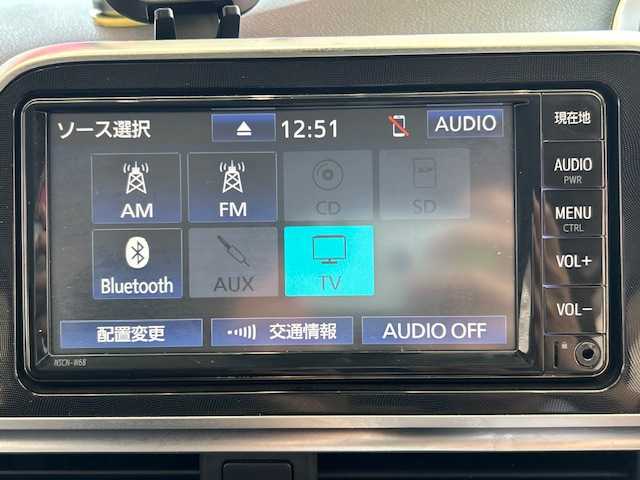 ソース選択 12:51 AUDIO
AM FM CD SD
Bluetooth AUX TV
配置変更 交通情報 AUDIO OFF
NSCN-W68
現在地
AUDIO
PWR
MENU
CTRL
VOL+
VOL-